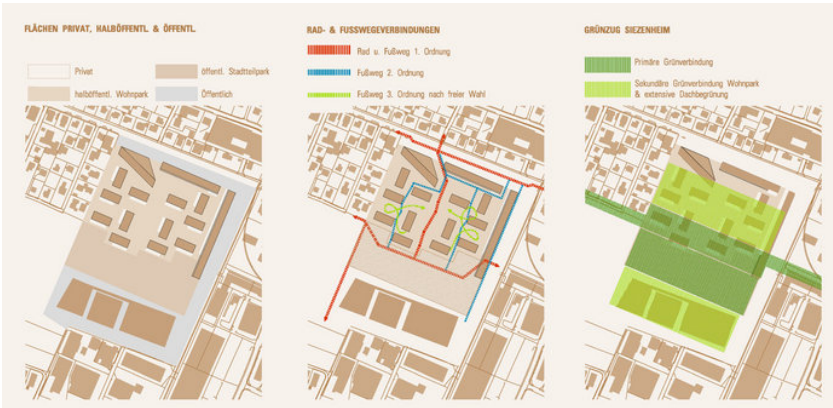 FLÄCHEN PRIVAT, HALBÖFFENTL. & ÖFFENTL.
Privat
öffentl. Stadtteilpark
halböffentl. Wohnpark
Öffentlich
RAD- & FUSSWEGEVERBINDUNGEN
Rad u. Fußweg 1. Ordnung
Fußweg 2. Ordnung
Fußweg 3. Ordnung nach freier Wahl
GRÜNZUG SIEZENHEIM
Primäre Grünverbindung
Sekundäre Grünverbindung Wohnpark
& extensive Dachbegrünung